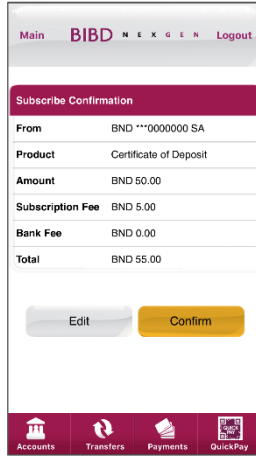 Main BIBD NEXGEN Logout
Subscribe Confirmation
From BND ***0000000 SA
Product Certificate of Deposit
Amount BND 50.00
Subscription Fee BND 5.00
Bank Fee BND 0.00
Total BND 55.00
Edit Confirm
QUICK
PAY
Accounts Transfers Payments QuickPay